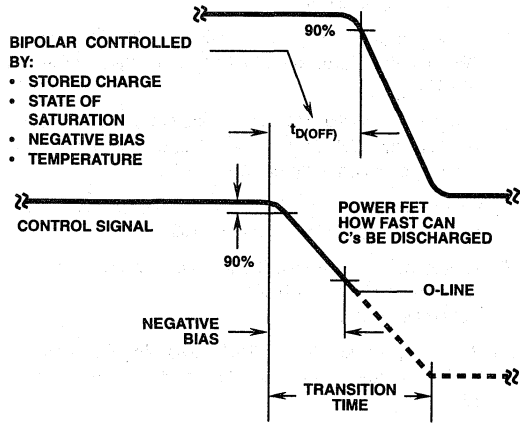 90%
BIPOLAR CONTROLLED
BY:
• STORED CHARGE
• STATE OF
SATURATION
• NEGATIVE BIAS
• TEMPERATURE
tD(OFF)
CONTROL SIGNAL
POWER FET
HOW FAST CAN
C's BE DISCHARGED
90%
O-LINE
NEGATIVE
BIAS
TRANSITION
TIME